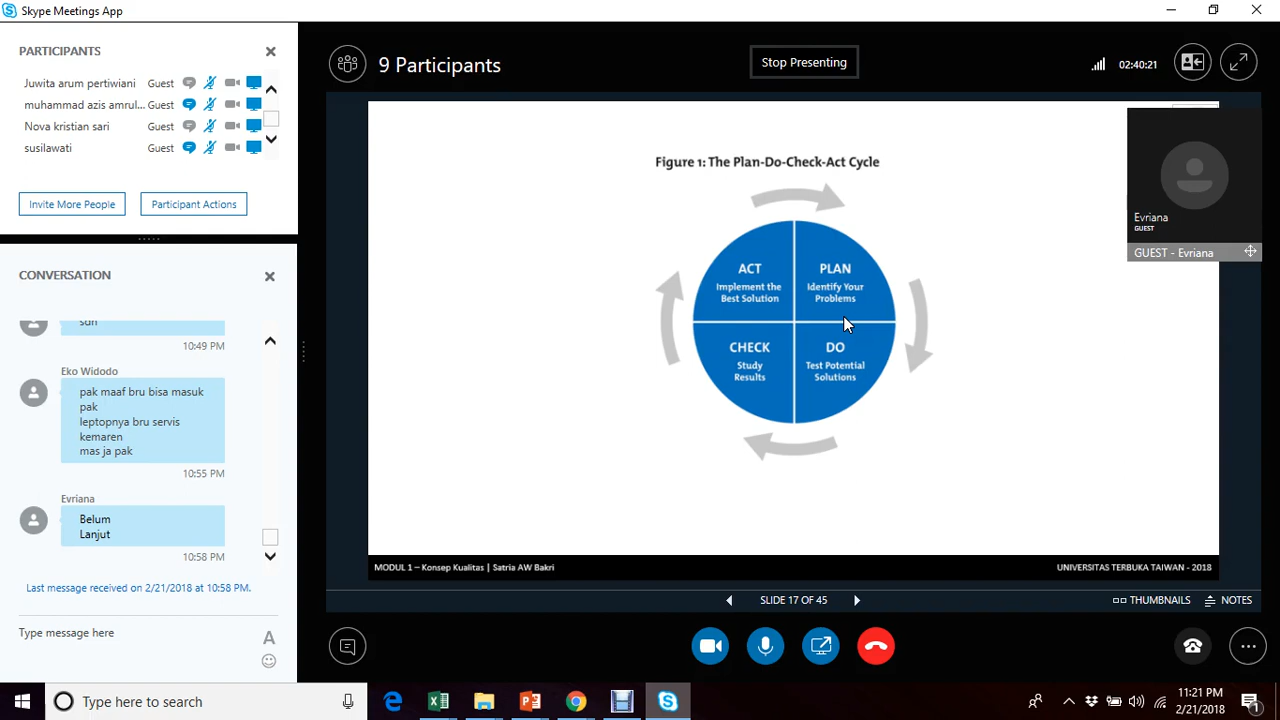 Skype Meetings App
PARTICIPANTS
Juwita arum pertiwiani Guest
muhammad azis amrul... Guest
Nova kristian sari Guest
susilawati Guest
Invite More People Participant Actions
CONVERSATION
sdh
10:49 PM
Eko Widodo
pak maaf bru bisa masuk
pak
leptopnya bru servis
kemaren
mas ja pak
10:55 PM
Evriana
Belum
Lanjut
10:58 PM
Last message received on 2/21/2018 at 10:58 PM.
Type message here
A
9 Participants
Stop Presenting
02:40:21
Evriana
GUEST
GUEST - Evriana
Figure 1: The Plan-Do-Check-Act Cycle
ACT
Implement the
Best Solution
PLAN
Identify Your
Problems
CHECK
Study
Results
DO
Test Potential
Solutions
MODUL 1 – Konsep Kualitas | Satria AW Bakri
UNIVERSITAS TERBUKA TAIWAN - 2018
SLIDE 17 OF 45
THUMBNAILS NOTES
Type here to search
11:21 PM
2/21/2018
1